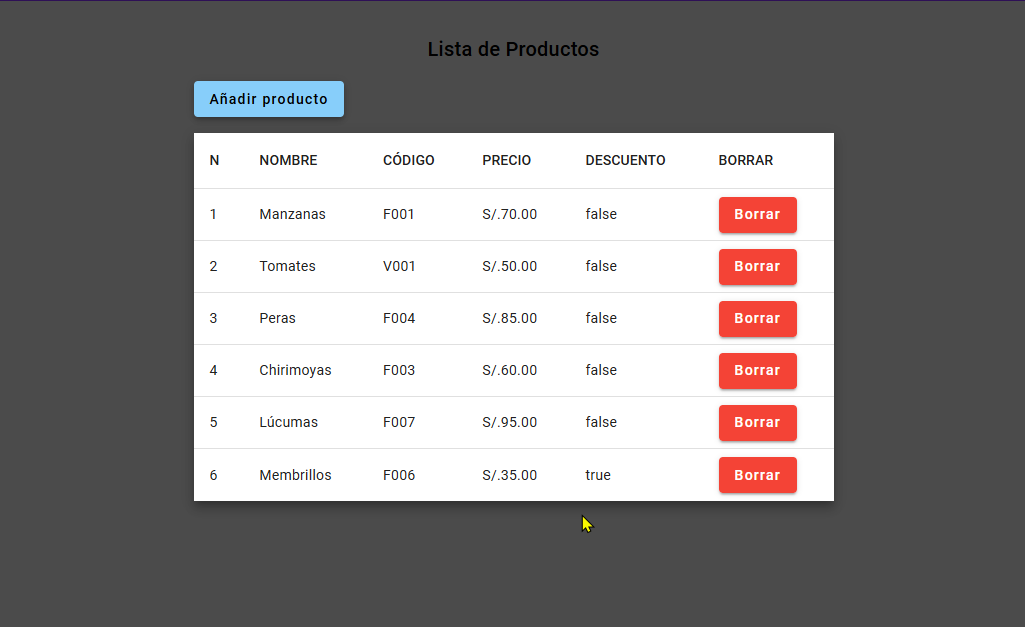 Lista de Productos
Añadir producto
N NOMBRE CÓDIGO PRECIO DESCUENTO BORRAR
1 Manzanas F001 S/.70.00 false Borrar
2 Tomates V001 S/.50.00 false Borrar
3 Peras F004 S/.85.00 false Borrar
4 Chirimoyas F003 S/.60.00 false Borrar
5 Lúcumas F007 S/.95.00 false Borrar
6 Membrillos F006 S/.35.00 true Borrar